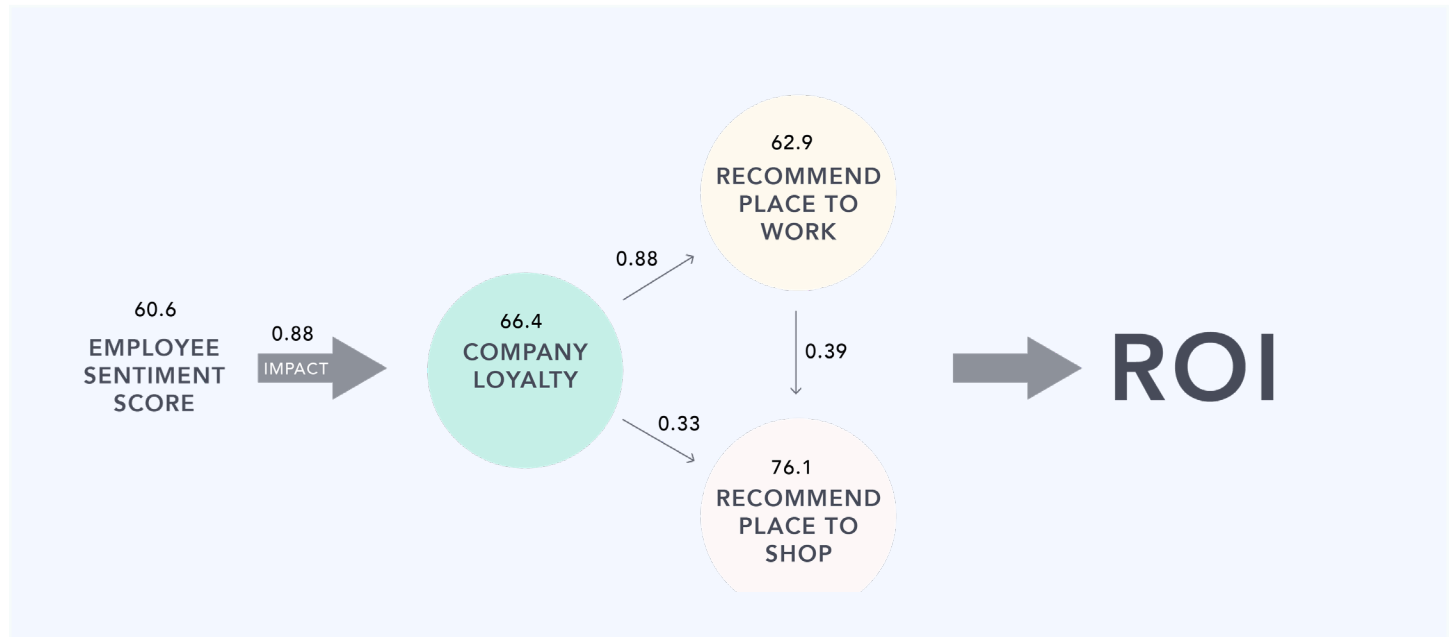 60.6
EMPLOYEE
SENTIMENT
SCORE
0.88
IMPACT
66.4
COMPANY
LOYALTY
0.88
0.33
62.9
RECOMMEND
PLACE TO
WORK
0.39
76.1
RECOMMEND
PLACE TO
SHOP
ROI